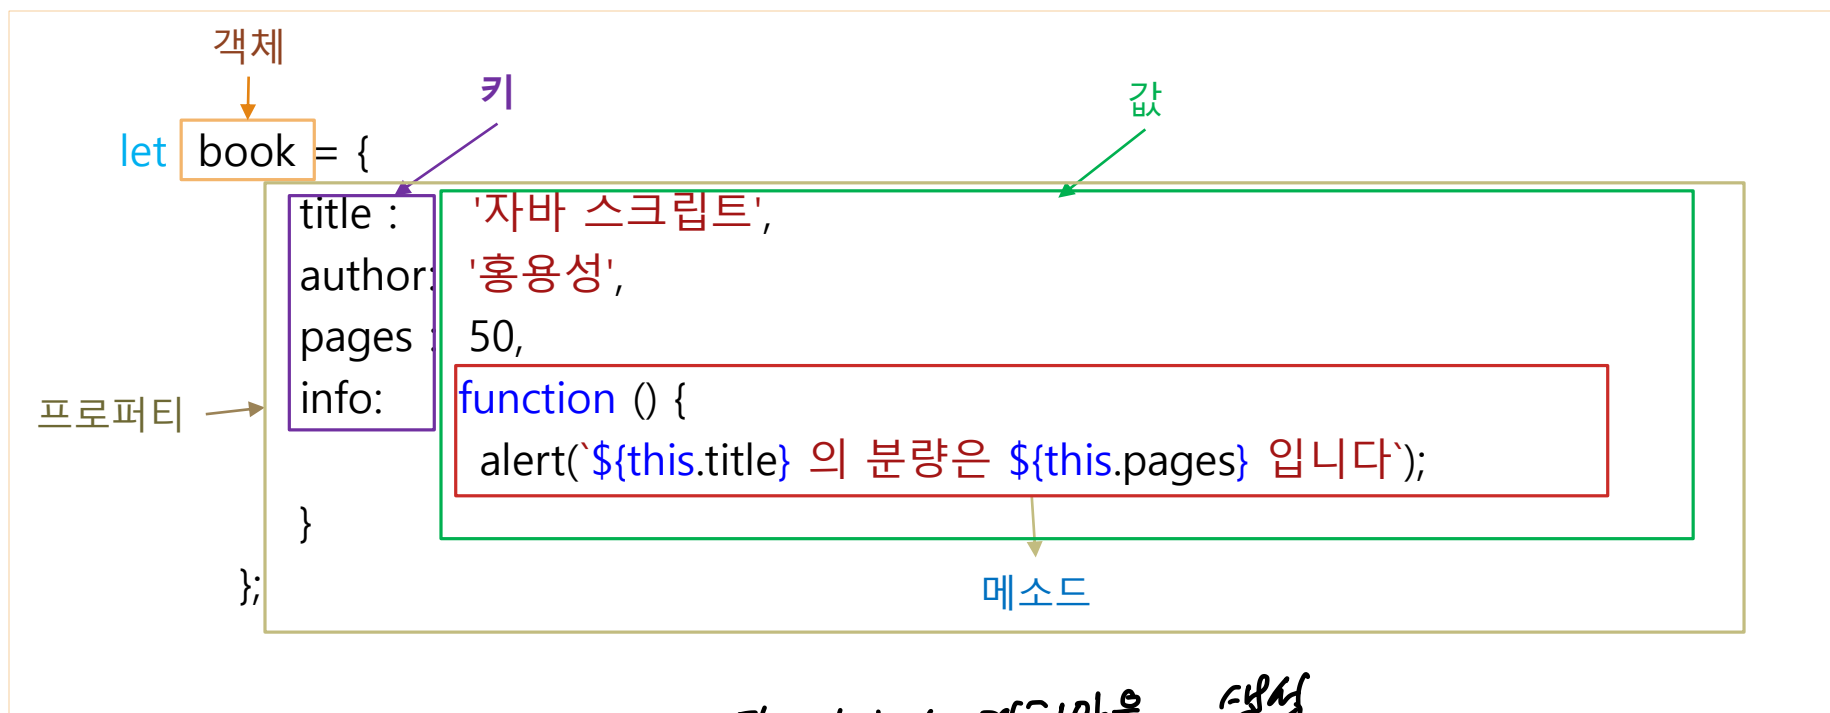 객체
키
값
let book = {
title : '자바 스크립트',
author: '홍용성',
pages : 50,
프로퍼티
info: function () {
alert(`${this.title} 의 분량은 ${this.pages} 입니다`);
}
};
메소드
생성